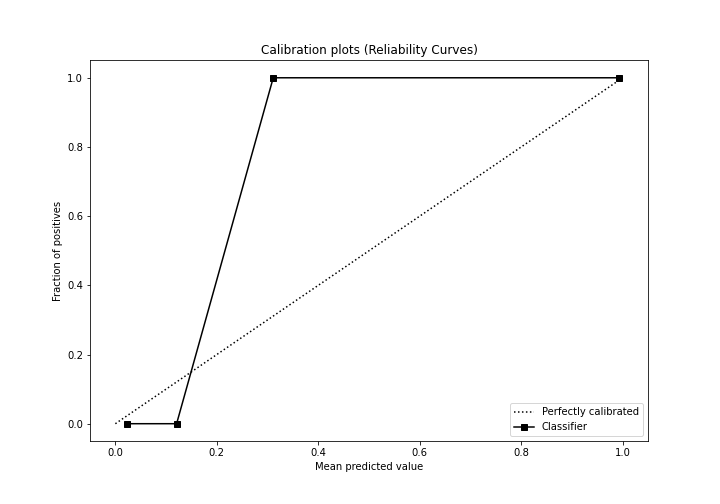 Calibration plots (Reliability Curves)
1.0
0.8
0.6
0.4
0.2
0.0
Fraction of positives
Perfectly calibrated
Classifier
0.0 0.2 0.4 0.6 0.8 1.0
Mean predicted value